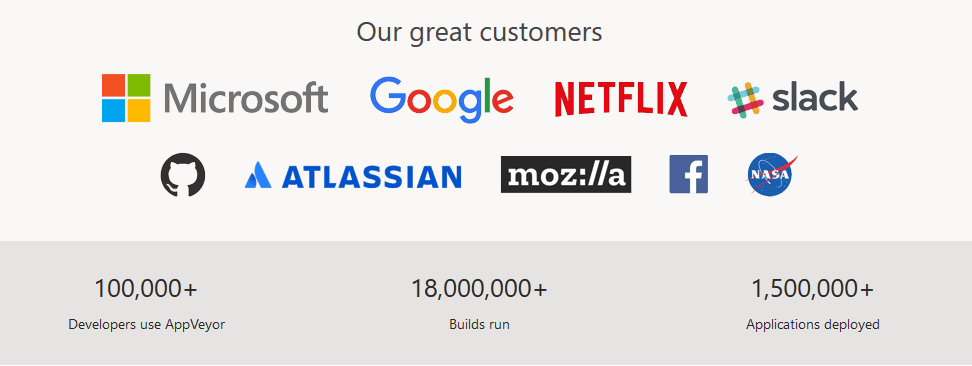 Our great customers
Microsoft Google NETFLIX slack
ATLASSIAN moz://a f NASA
100,000+ 18,000,000+ 1,500,000+
Developers use AppVeyor Builds run Applications deployed